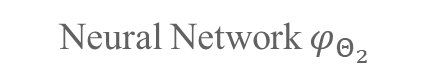 Neural Network φ_Θ₂